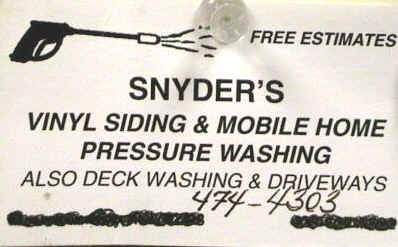 FREE ESTIMATES
SNYDER'S
VINYL SIDING & MOBILE HOME
PRESSURE WASHING
ALSO DECK WASHING & DRIVEWAYS
474-4303